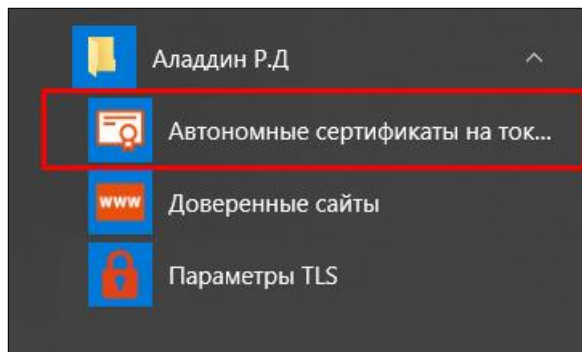 Аладдин Р.Д
Автономные сертификаты на ток...
www
Доверенные сайты
Параметры TLS